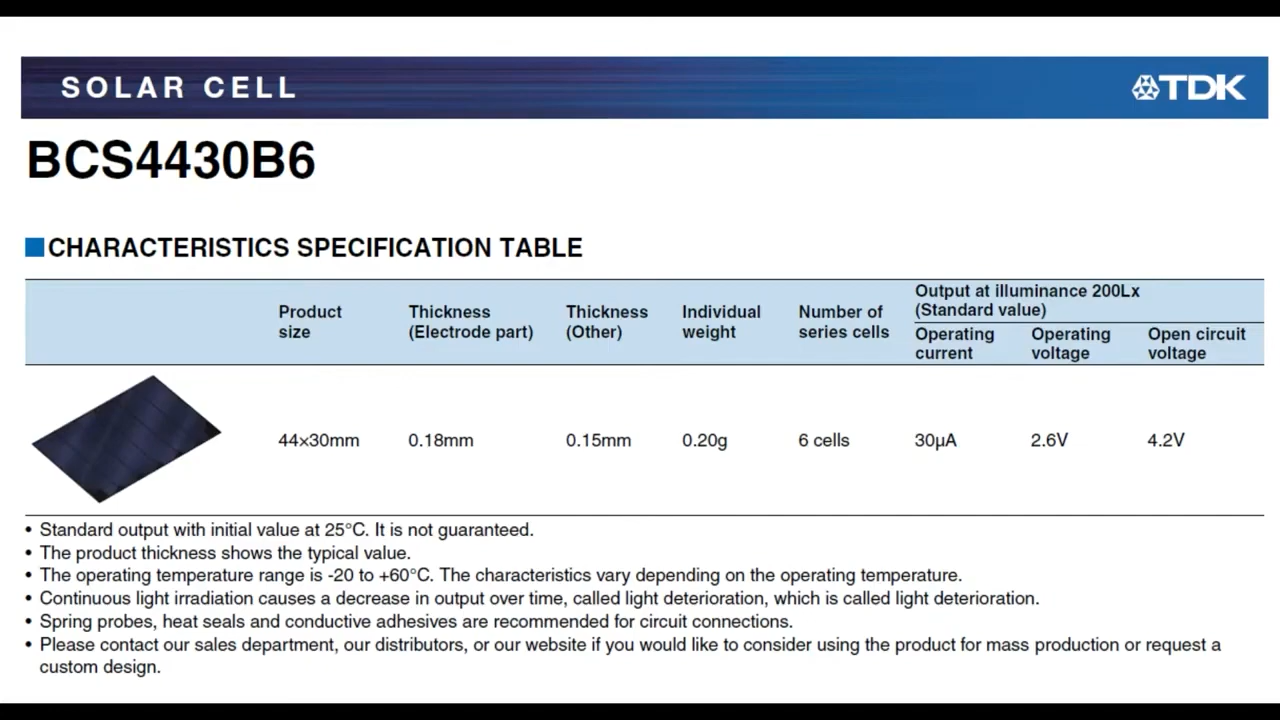 SOLAR CELL
TDK
BCS4430B6
CHARACTERISTICS SPECIFICATION TABLE
Product size
Thickness (Electrode part)
Thickness (Other)
Individual weight
Number of series cells
Output at illuminance 200Lx (Standard value)
Operating current
Operating voltage
Open circuit voltage
44×30mm 0.18mm 0.15mm 0.20g 6 cells 30µA 2.6V 4.2V
• Standard output with initial value at 25°C. It is not guaranteed.
• The product thickness shows the typical value.
• The operating temperature range is -20 to +60°C. The characteristics vary depending on the operating temperature.
• Continuous light irradiation causes a decrease in output over time, called light deterioration, which is called light deterioration.
• Spring probes, heat seals and conductive adhesives are recommended for circuit connections.
• Please contact our sales department, our distributors, or our website if you would like to consider using the product for mass production or request a
custom design.